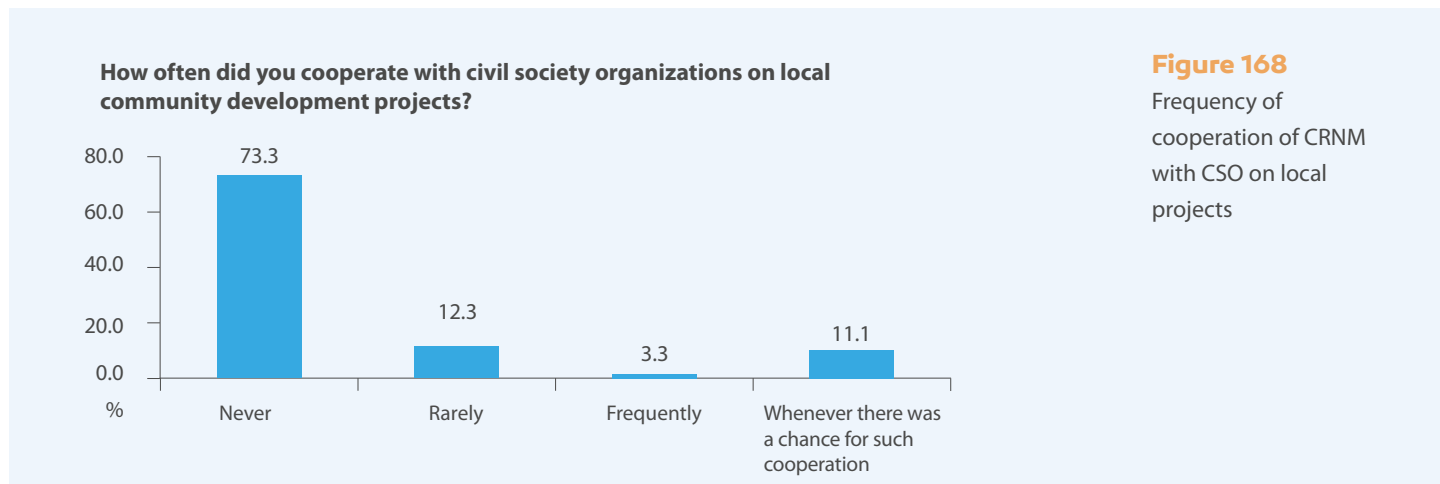 How often did you cooperate with civil society organizations on local
community development projects?
80.0
60.0
40.0
20.0
0.0
%
73.3
12.3
3.3
11.1
Never
Rarely
Frequently
Whenever there was
a chance for such
cooperation
Figure 168
Frequency of
cooperation of CRNM
with CSO on local
projects